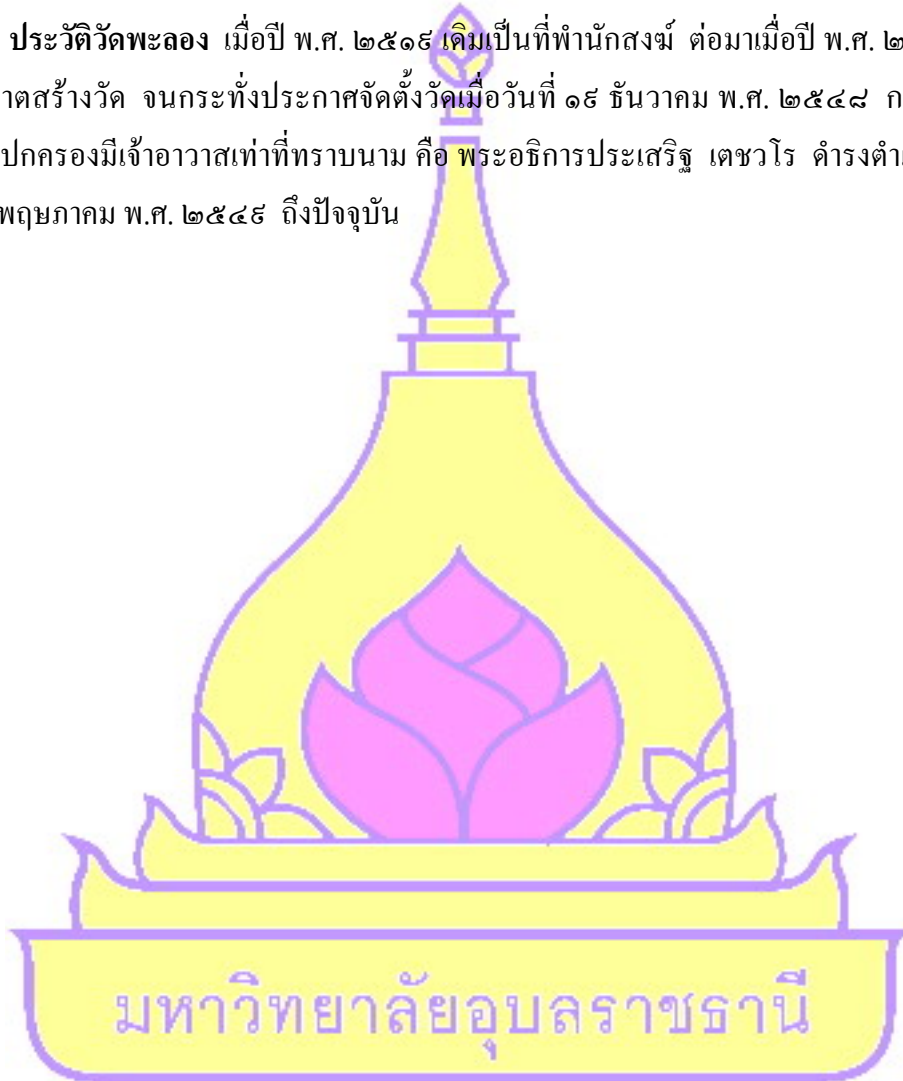 ประวัติวัดพะลอง เมื่อปี พ.ศ. ๒๕๑๙ เดิมเป็นที่พำนักสงฆ์ ต่อมาเมื่อปี พ.ศ. ๒
าตสร้างวัด จนกระทั่งประกาศจัดตั้งวัดเมื่อวันที่ ๑๙ ธันวาคม พ.ศ. ๒๕๔๘ ก
ปกครองมีเจ้าอาวาสเท่าที่ทราบนาม คือ พระอธิการประเสริฐ เตชวโร ดำรงตำ
พฤษภาคม พ.ศ. ๒๕๔๙ ถึงปัจจุบัน
มหาวิทยาลัยอุบลราชธานี